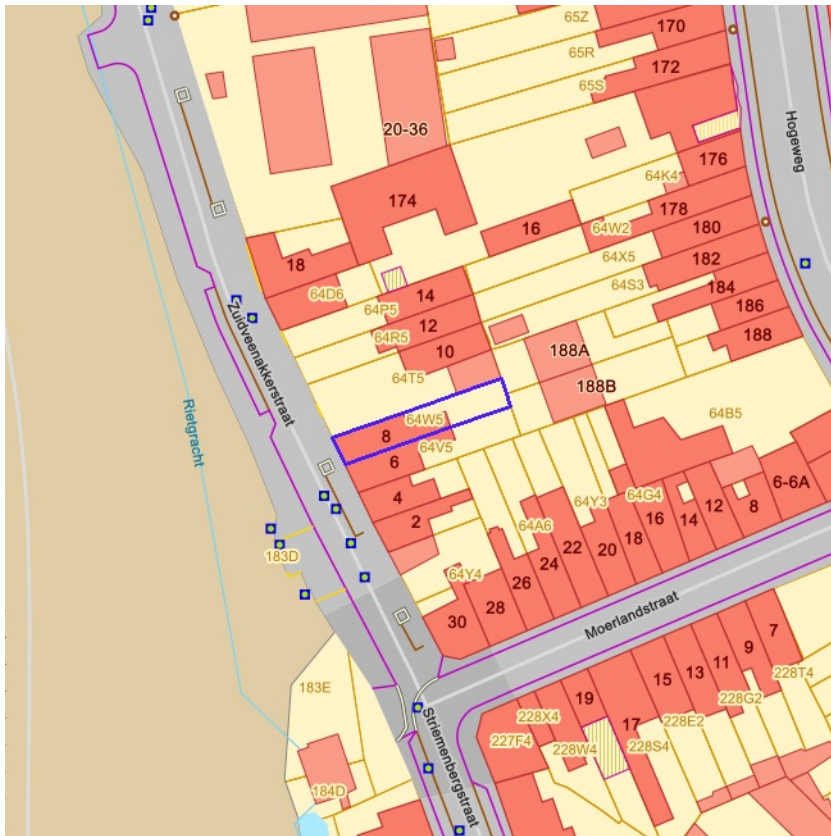 65Z
170
65R
172
65S
20-36
Hogeweg
176
64K4
174
178
16
64W2
180
64X5
182
18
64S3
64D6
184
14
64P5
186
12
64R5
188
10
188A
Zuidveenakkerstraat
64T5
188B
Rietgracht
64W5
64B5
8
64V5
6
6-6A
64G4
4
64Y3
12
8
16
14
2
64A6
22
18
20
183D
24
26
64Y4
28
30
Moerlandstraat
7
9
11
13
228T4
15
183E
19
228G2
228X4
17
228E2
227F4
228W4
228S4
Striemenbergstraat
184D